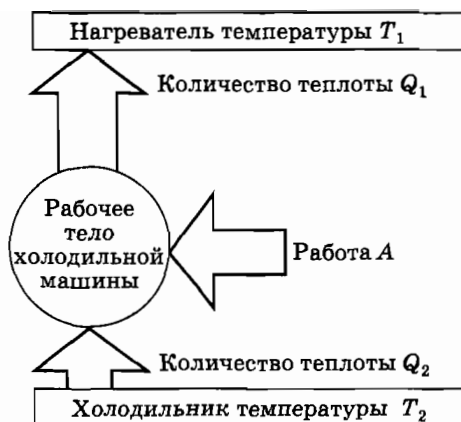 Нагреватель температуры T₁
Количество теплоты Q₁
Рабочее
тело
холодильной
машины
Работа A
Количество теплоты Q₂
Холодильник температуры T₂